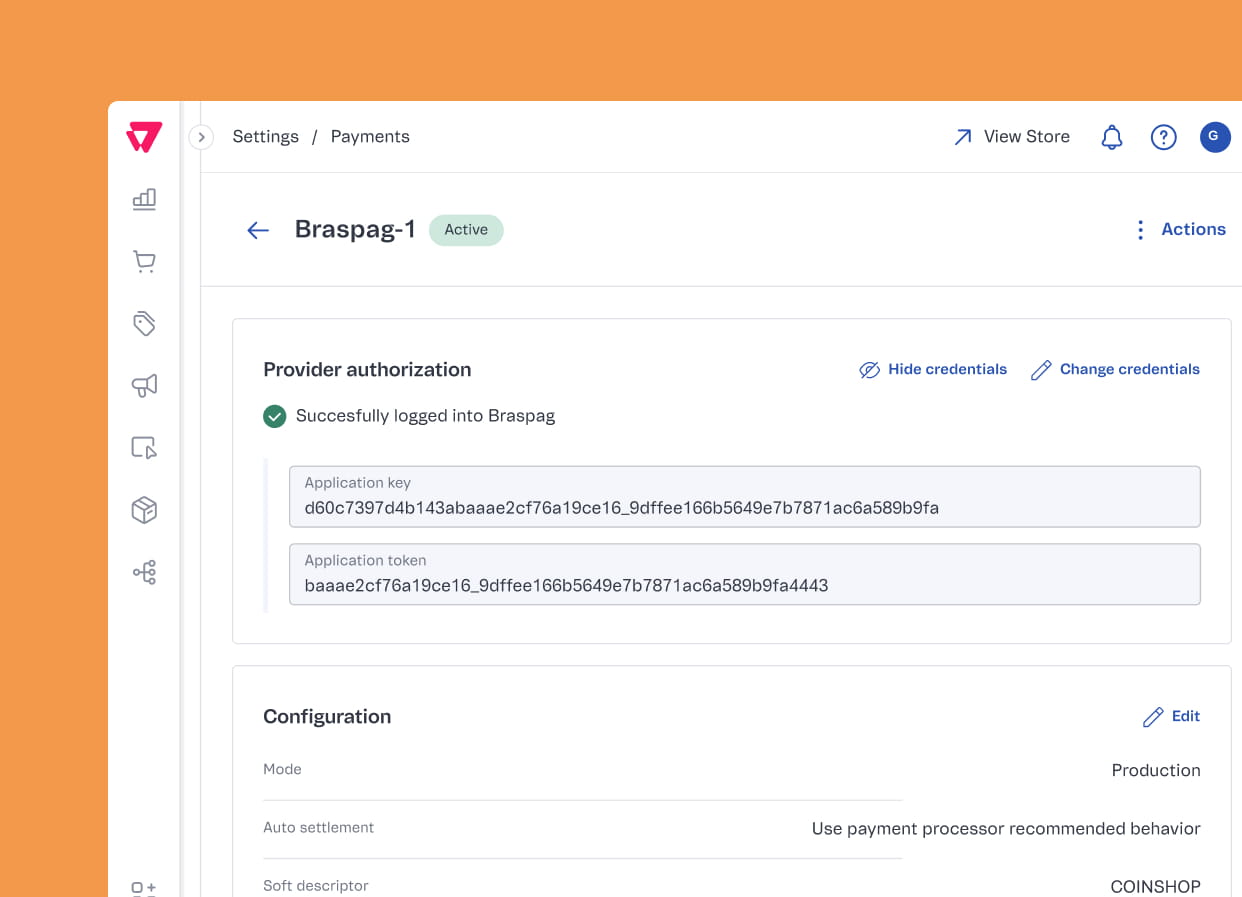 Settings / Payments
View Store
G
Braspag-1
Active
Actions
Provider authorization
Hide credentials
Change credentials
Succesfully logged into Braspag
Application key
d60c7397d4b143abaaae2cf76a19ce16_9dffee166b5649e7b7871ac6a589b9fa
Application token
baaae2cf76a19ce16_9dffee166b5649e7b7871ac6a589b9fa4443
Configuration
Edit
Mode
Production
Auto settlement
Use payment processor recommended behavior
Soft descriptor
COINSHOP